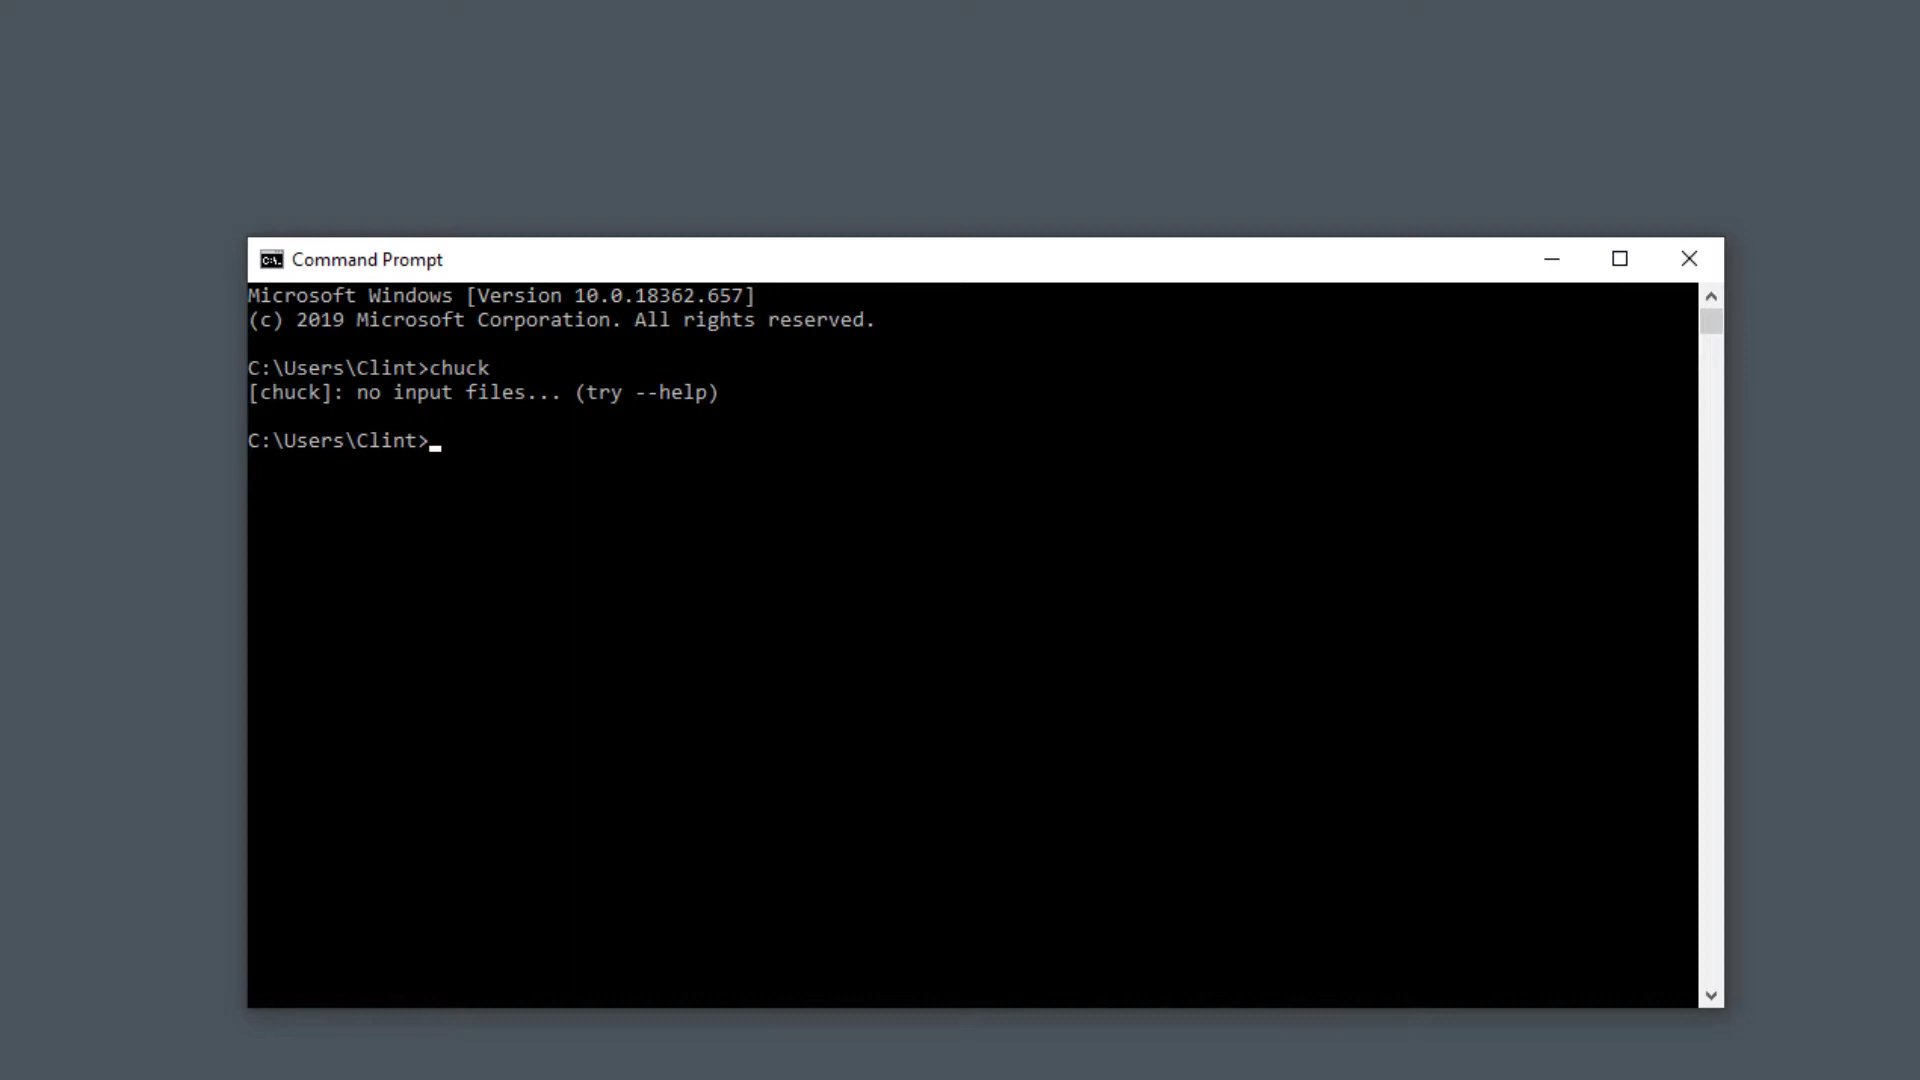 Command Prompt
Microsoft Windows [Version 10.0.18362.657]
(c) 2019 Microsoft Corporation. All rights reserved.
C:\Users\Clint>chuck
[chuck]: no input files... (try --help)
C:\Users\Clint>